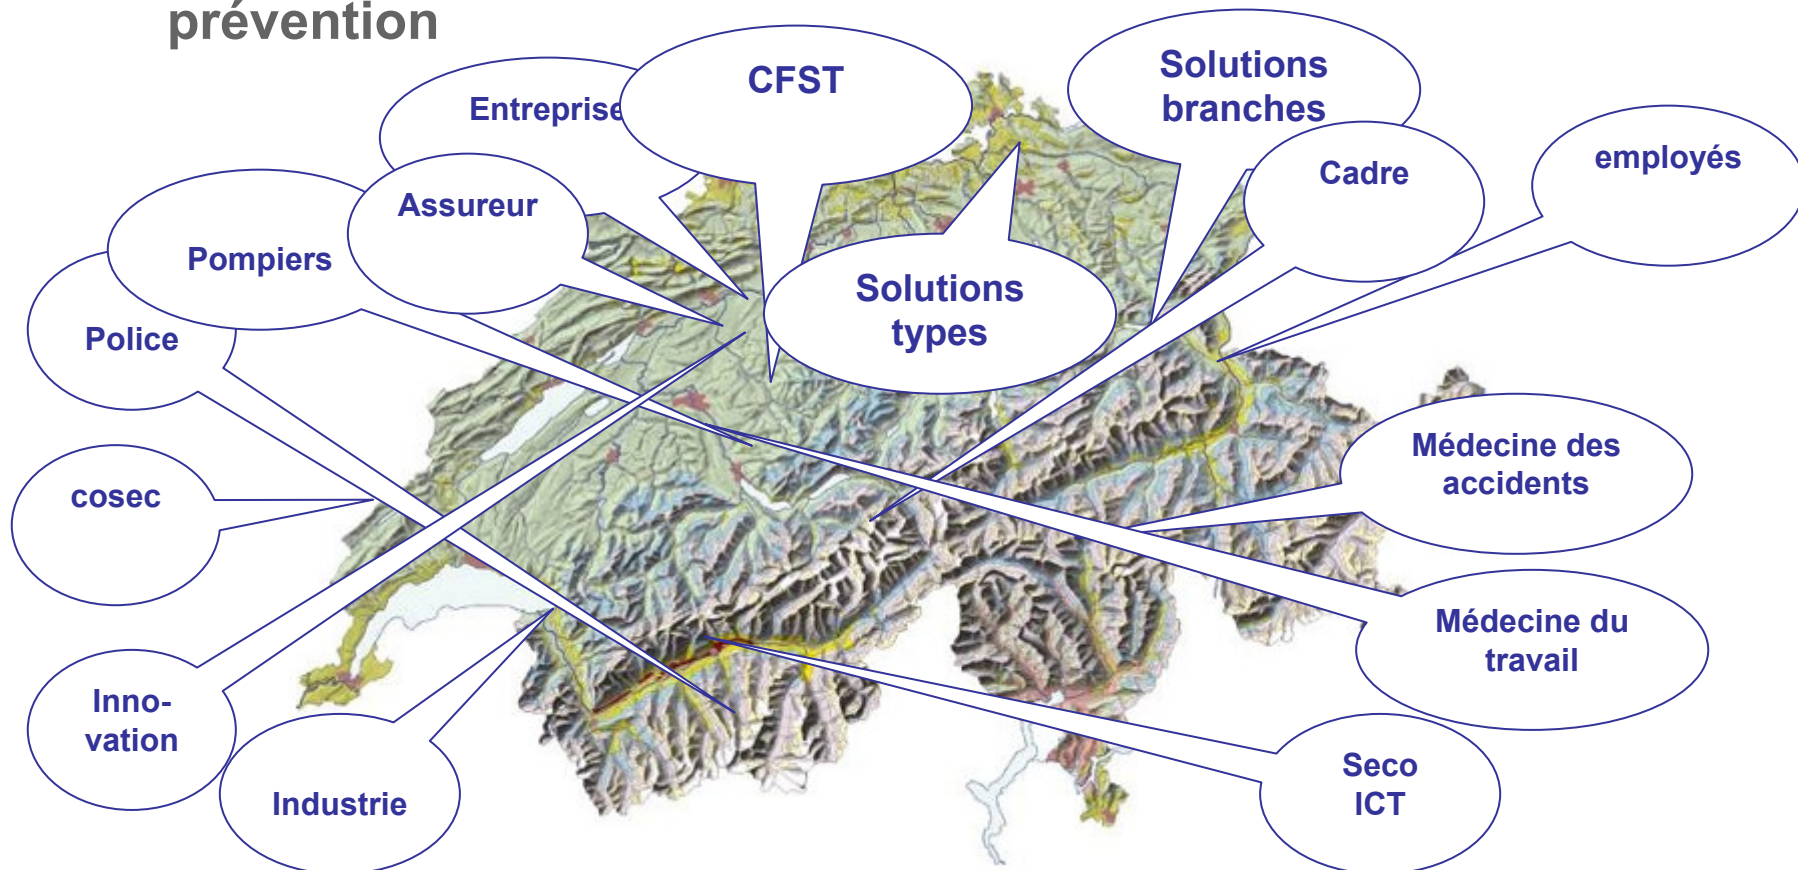 prévention
CFST
Solutions
branches
Entreprise
employés
Cadre
Assureur
Pompiers
Solutions
types
Police
Médecine des
accidents
cosec
Médecine du
travail
Inno-
vation
Seco
ICT
Industrie